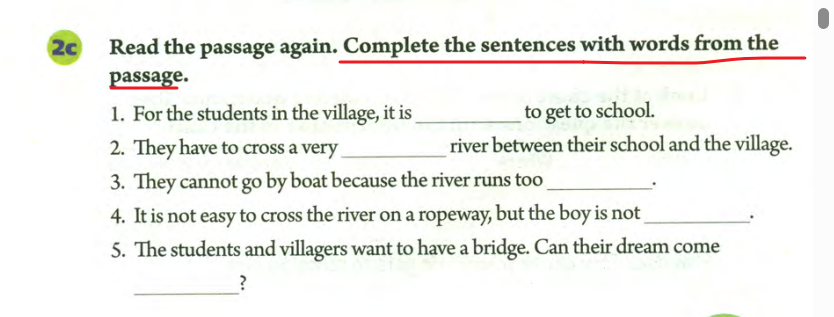 2c Read the passage again. Complete the sentences with words from the
passage.
1. For the students in the village, it is __________ to get to school.
2. They have to cross a very __________ river between their school and the village.
3. They cannot go by boat because the river runs too __________.
4. It is not easy to cross the river on a ropeway, but the boy is not __________.
5. The students and villagers want to have a bridge. Can their dream come
__________?